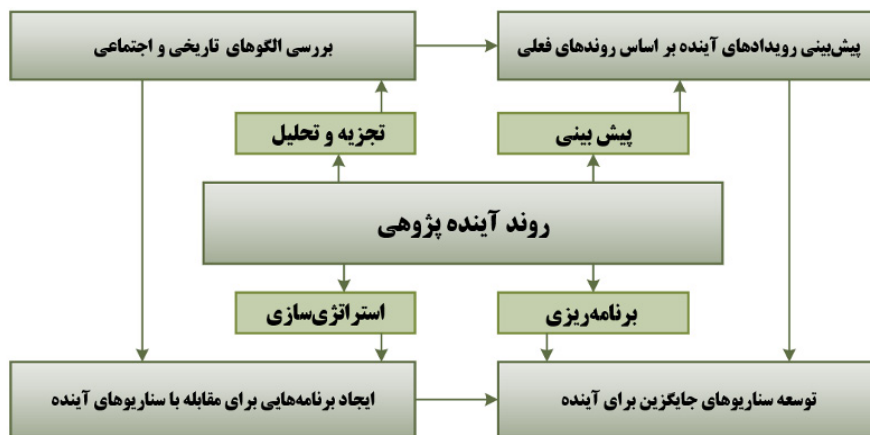 پیش‌بینی رویدادهای آینده بر اساس روندهای فعلی
بررسی الگوهای تاریخی و اجتماعی
پیش بینی
تجزیه و تحلیل
روند آینده پژوهی
برنامه‌ریزی
استراتژی‌سازی
توسعه سناریوهای جایگزین برای آینده
ایجاد برنامه‌هایی برای مقابله با سناریوهای آینده